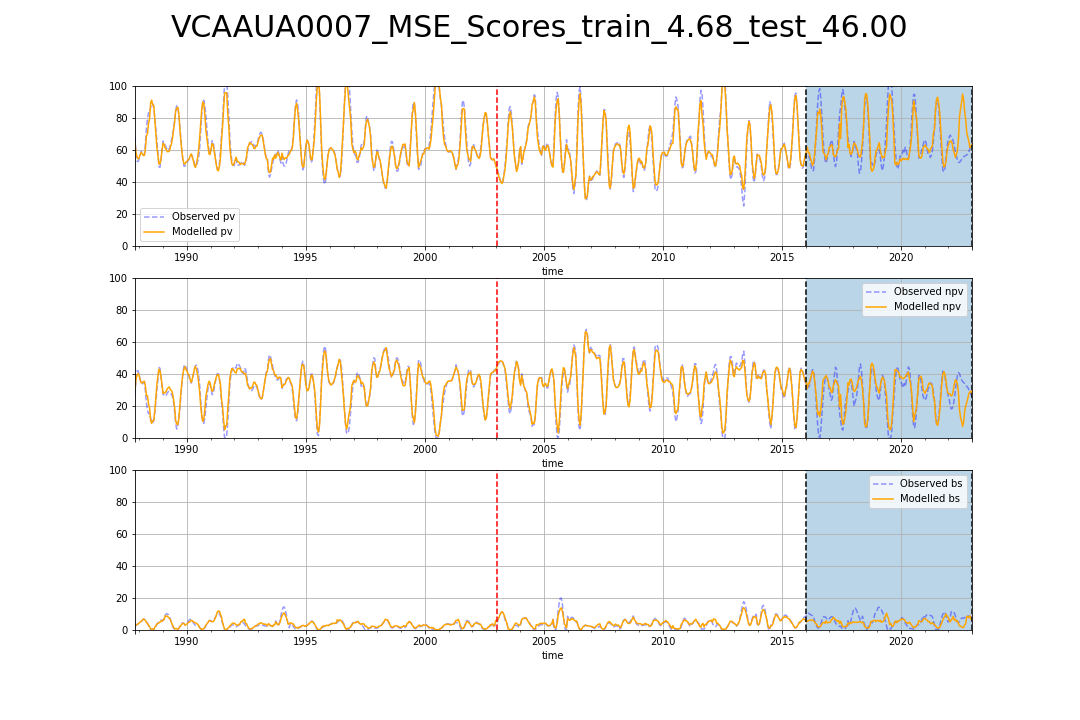 VCAAUA0007_MSE_Scores_train_4.68_test_46.00
100
80
60
40
20
0
Observed pv
Modelled pv
1990 1995 2000 2005 2010 2015 2020
time
100
80
60
40
20
0
Observed npv
Modelled npv
1990 1995 2000 2005 2010 2015 2020
time
100
80
60
40
20
0
Observed bs
Modelled bs
1990 1995 2000 2005 2010 2015 2020
time